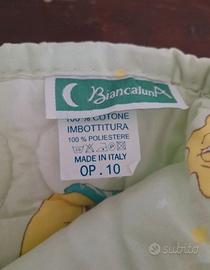 Biancaluna
100 % COTONE
IMBOTTITURA
100 % POLIESTERE
MADE IN ITALY
OP. 10
subito